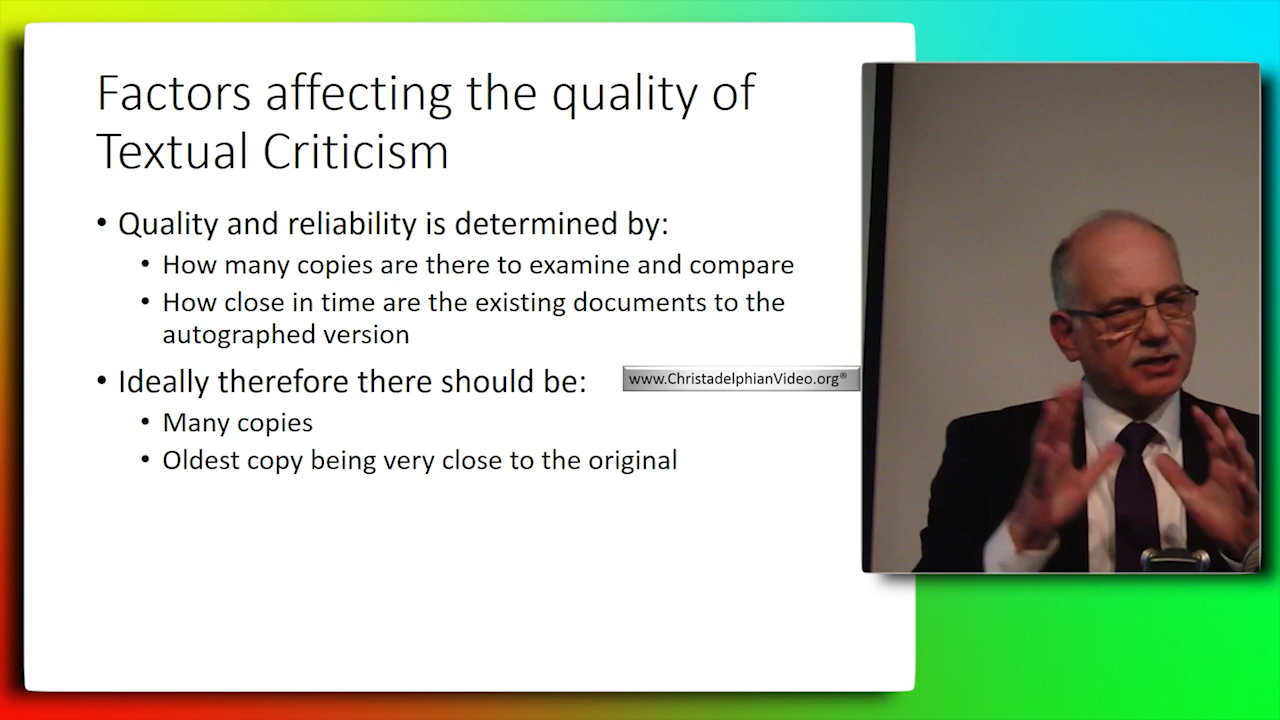 Factors affecting the quality of
Textual Criticism
• Quality and reliability is determined by:
• How many copies are there to examine and compare
• How close in time are the existing documents to the
autographed version
• Ideally therefore there should be:
www.ChristadelphianVideo.org®
• Many copies
• Oldest copy being very close to the original